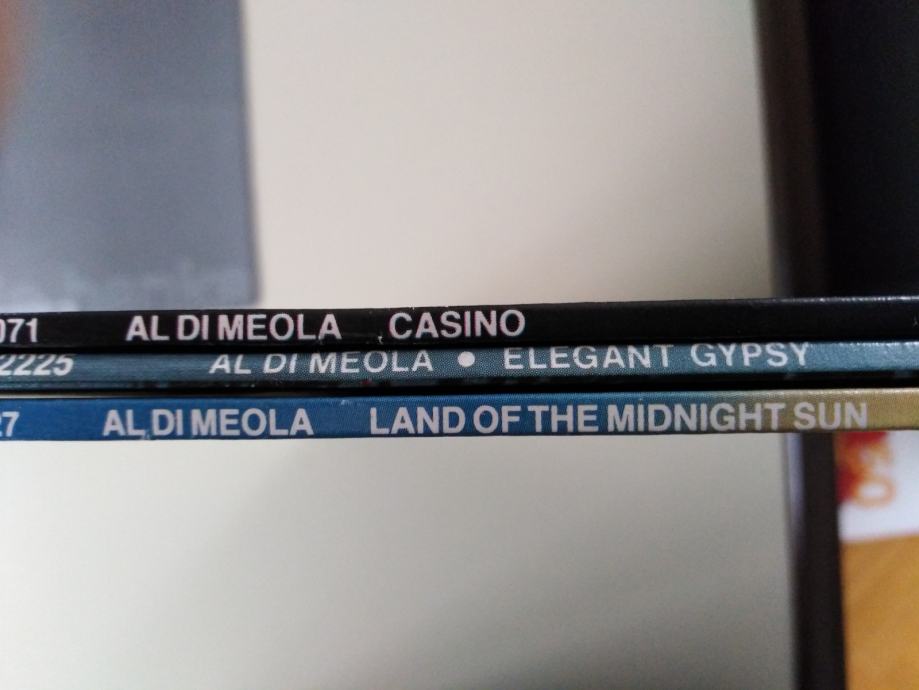 071 AL DI MEOLA CASINO
2225 AL DI MEOLA • ELEGANT GYPSY
27 AL DI MEOLA LAND OF THE MIDNIGHT SUN